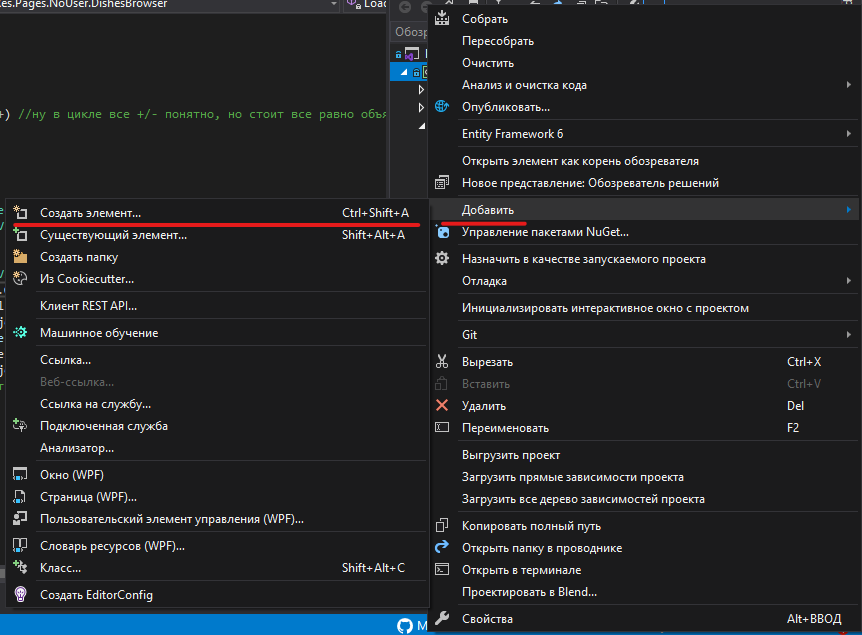 es.Pages.NoUser.DishesBrowser
Load
Обозр
+) //ну в цикле все +/- понятно, но стоит все равно объя
Собрать
Пересобрать
Очистить
Анализ и очистка кода
Опубликовать...
Entity Framework 6
Открыть элемент как корень обозревателя
Новое представление: Обозреватель решений
Добавить
Управление пакетами NuGet...
Назначить в качестве запускаемого проекта
Отладка
Инициализировать интерактивное окно с проектом
Git
Вырезать Ctrl+X
Вставить Ctrl+V
Удалить Del
Переименовать F2
Выгрузить проект
Загрузить прямые зависимости проекта
Загрузить все дерево зависимостей проекта
Копировать полный путь
Открыть папку в проводнике
Открыть в терминале
Проектировать в Blend...
Свойства Alt+ВВОД
Создать элемент... Ctrl+Shift+A
Существующий элемент... Shift+Alt+A
Создать папку
Из Cookiecutter...
Клиент REST API...
Машинное обучение
Ссылка...
Веб-ссылка...
Ссылка на службу...
Подключенная служба
Анализатор...
Окно (WPF)
Страница (WPF)...
Пользовательский элемент управления (WPF)...
Словарь ресурсов (WPF)...
Класс... Shift+Alt+C
Создать EditorConfig